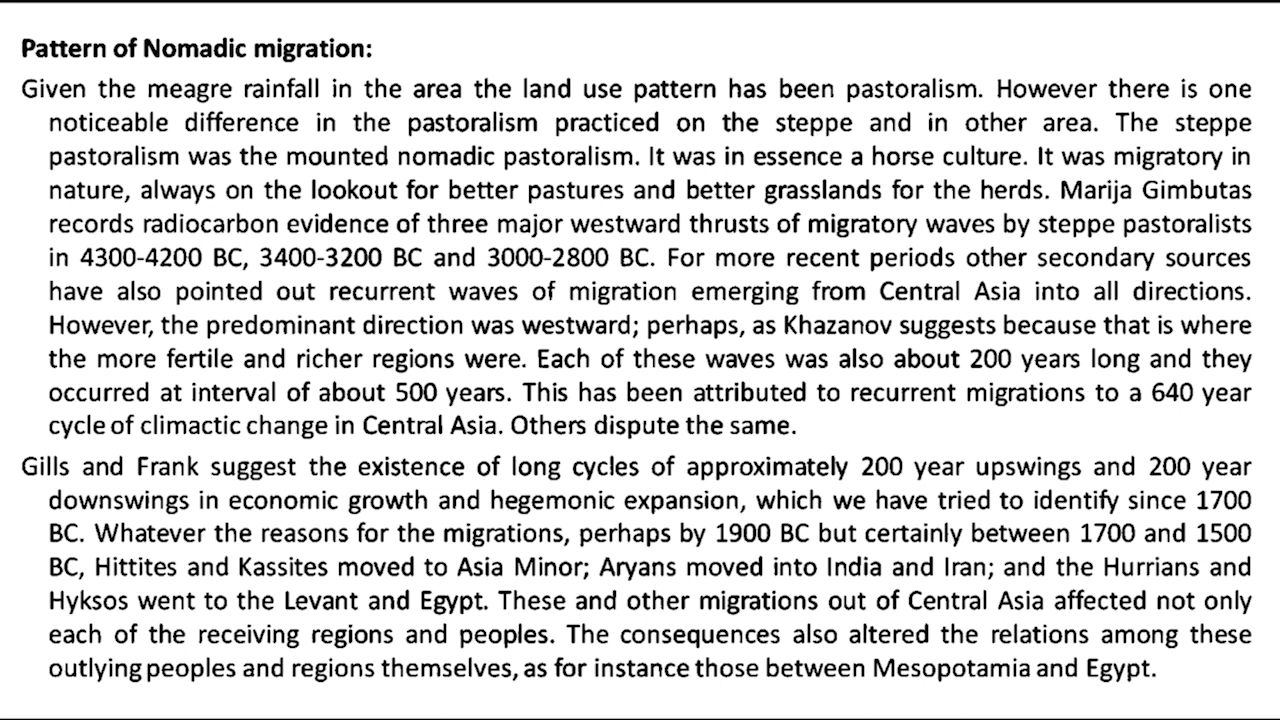 Pattern of Nomadic migration:
Given the meagre rainfall in the area the land use pattern has been pastoralism. However there is one
noticeable difference in the pastoralism practiced on the steppe and in other area. The steppe
pastoralism was the mounted nomadic pastoralism. It was in essence a horse culture. It was migratory in
nature, always on the lookout for better pastures and better grasslands for the herds. Marija Gimbutas
records radiocarbon evidence of three major westward thrusts of migratory waves by steppe pastoralists
in 4300-4200 BC, 3400-3200 BC and 3000-2800 BC. For more recent periods other secondary sources
have also pointed out recurrent waves of migration emerging from Central Asia into all directions.
However, the predominant direction was westward; perhaps, as Khazanov suggests because that is where
the more fertile and richer regions were. Each of these waves was also about 200 years long and they
occurred at interval of about 500 years. This has been attributed to recurrent migrations to a 640 year
cycle of climactic change in Central Asia. Others dispute the same.
Gills and Frank suggest the existence of long cycles of approximately 200 year upswings and 200 year
downswings in economic growth and hegemonic expansion, which we have tried to identify since 1700
BC. Whatever the reasons for the migrations, perhaps by 1900 BC but certainly between 1700 and 1500
BC, Hittites and Kassites moved to Asia Minor; Aryans moved into India and Iran; and the Hurrians and
Hyksos went to the Levant and Egypt. These and other migrations out of Central Asia affected not only
each of the receiving regions and peoples. The consequences also altered the relations among these
outlying peoples and regions themselves, as for instance those between Mesopotamia and Egypt.